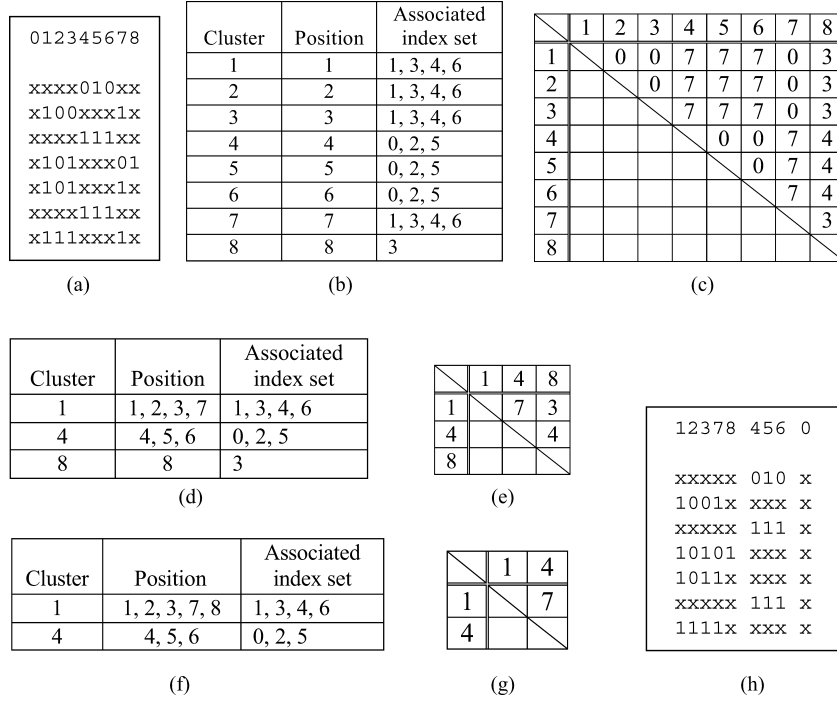 012345678
xxxx010xx
x100xxx1x
xxxx111xx
x101xxx01
x101xxx1x
xxxx111xx
x111xxx1x
(a)
Cluster Position Associated index set
1 1 1, 3, 4, 6
2 2 1, 3, 4, 6
3 3 1, 3, 4, 6
4 4 0, 2, 5
5 5 0, 2, 5
6 6 0, 2, 5
7 7 1, 3, 4, 6
8 8 3
(b)
1 2 3 4 5 6 7 8
1 0 0 7 7 7 0 3
2 0 7 7 7 0 3
3 7 7 7 0 3
4 0 0 7 4
5 0 7 4
6 7 4
7 3
8
(c)
Cluster Position Associated index set
1 1, 2, 3, 7 1, 3, 4, 6
4 4, 5, 6 0, 2, 5
8 8 3
(d)
1 4 8
1 7 3
4 4
8
(e)
Cluster Position Associated index set
1 1, 2, 3, 7, 8 1, 3, 4, 6
4 4, 5, 6 0, 2, 5
(f)
1 4
1 7
4
(g)
12378 456 0
xxxxx 010 x
1001x xxx x
xxxxx 111 x
10101 xxx x
1011x xxx x
xxxxx 111 x
1111x xxx x
(h)